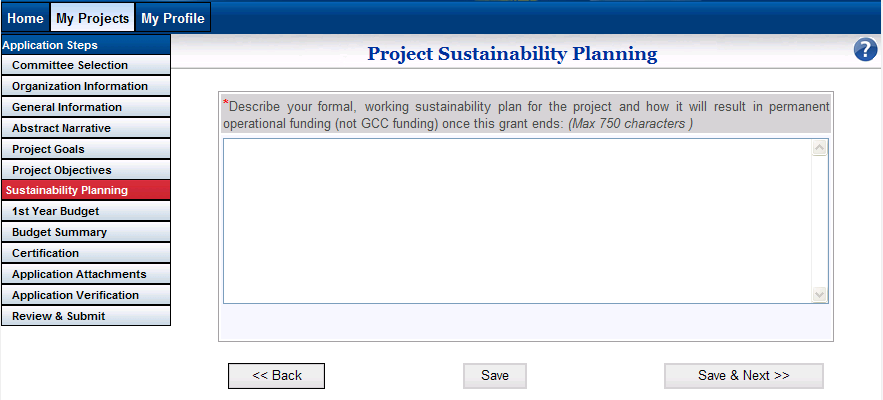 Home My Projects My Profile
Application Steps
Committee Selection
Organization Information
General Information
Abstract Narrative
Project Goals
Project Objectives
Sustainability Planning
1st Year Budget
Budget Summary
Certification
Application Attachments
Application Verification
Review & Submit
Project Sustainability Planning
?
*Describe your formal, working sustainability plan for the project and how it will result in permanent
operational funding (not GCC funding) once this grant ends: (Max 750 characters )
<< Back Save Save & Next >>